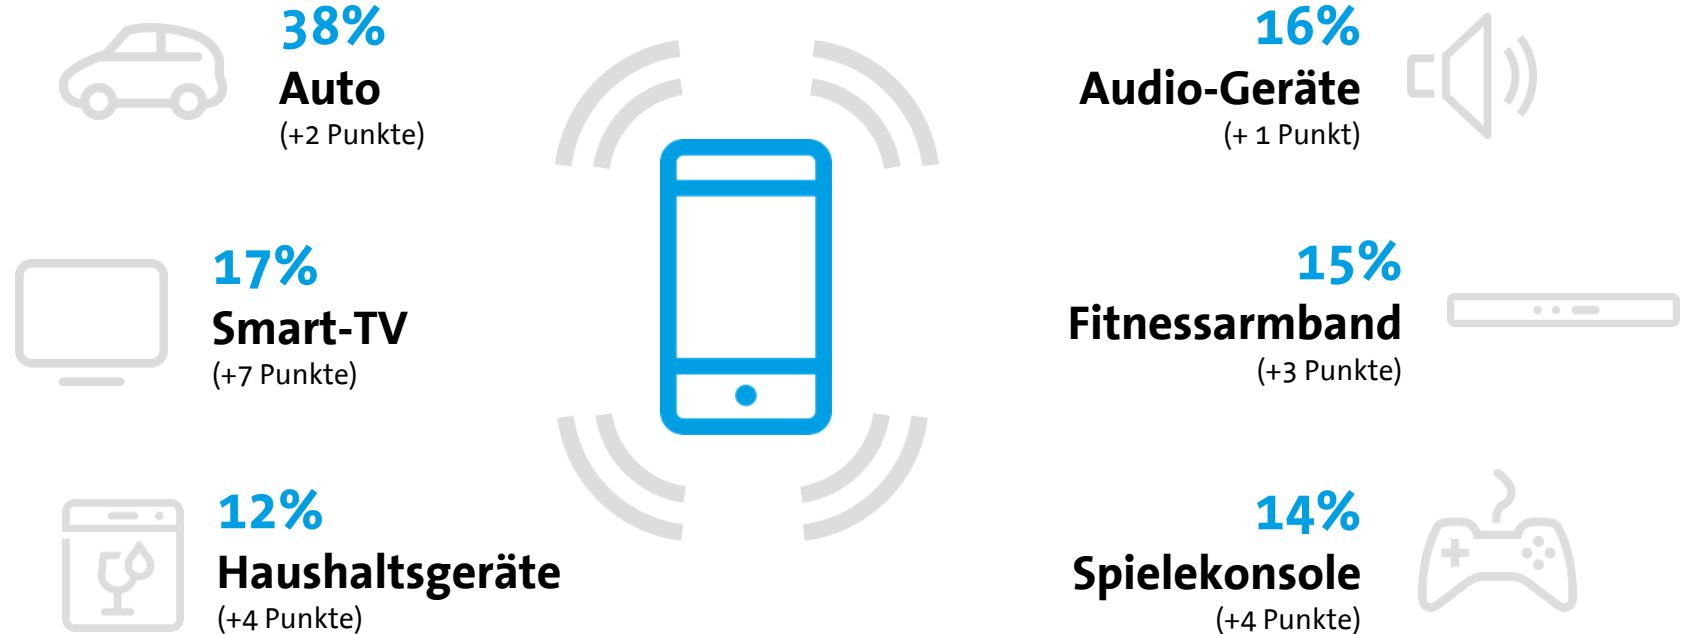 38%
Auto
(+2 Punkte)
17%
Smart-TV
(+7 Punkte)
12%
Haushaltsgeräte
(+4 Punkte)
16%
Audio-Geräte
(+ 1 Punkt)
15%
Fitnessarmband
(+3 Punkte)
14%
Spielekonsole
(+4 Punkte)